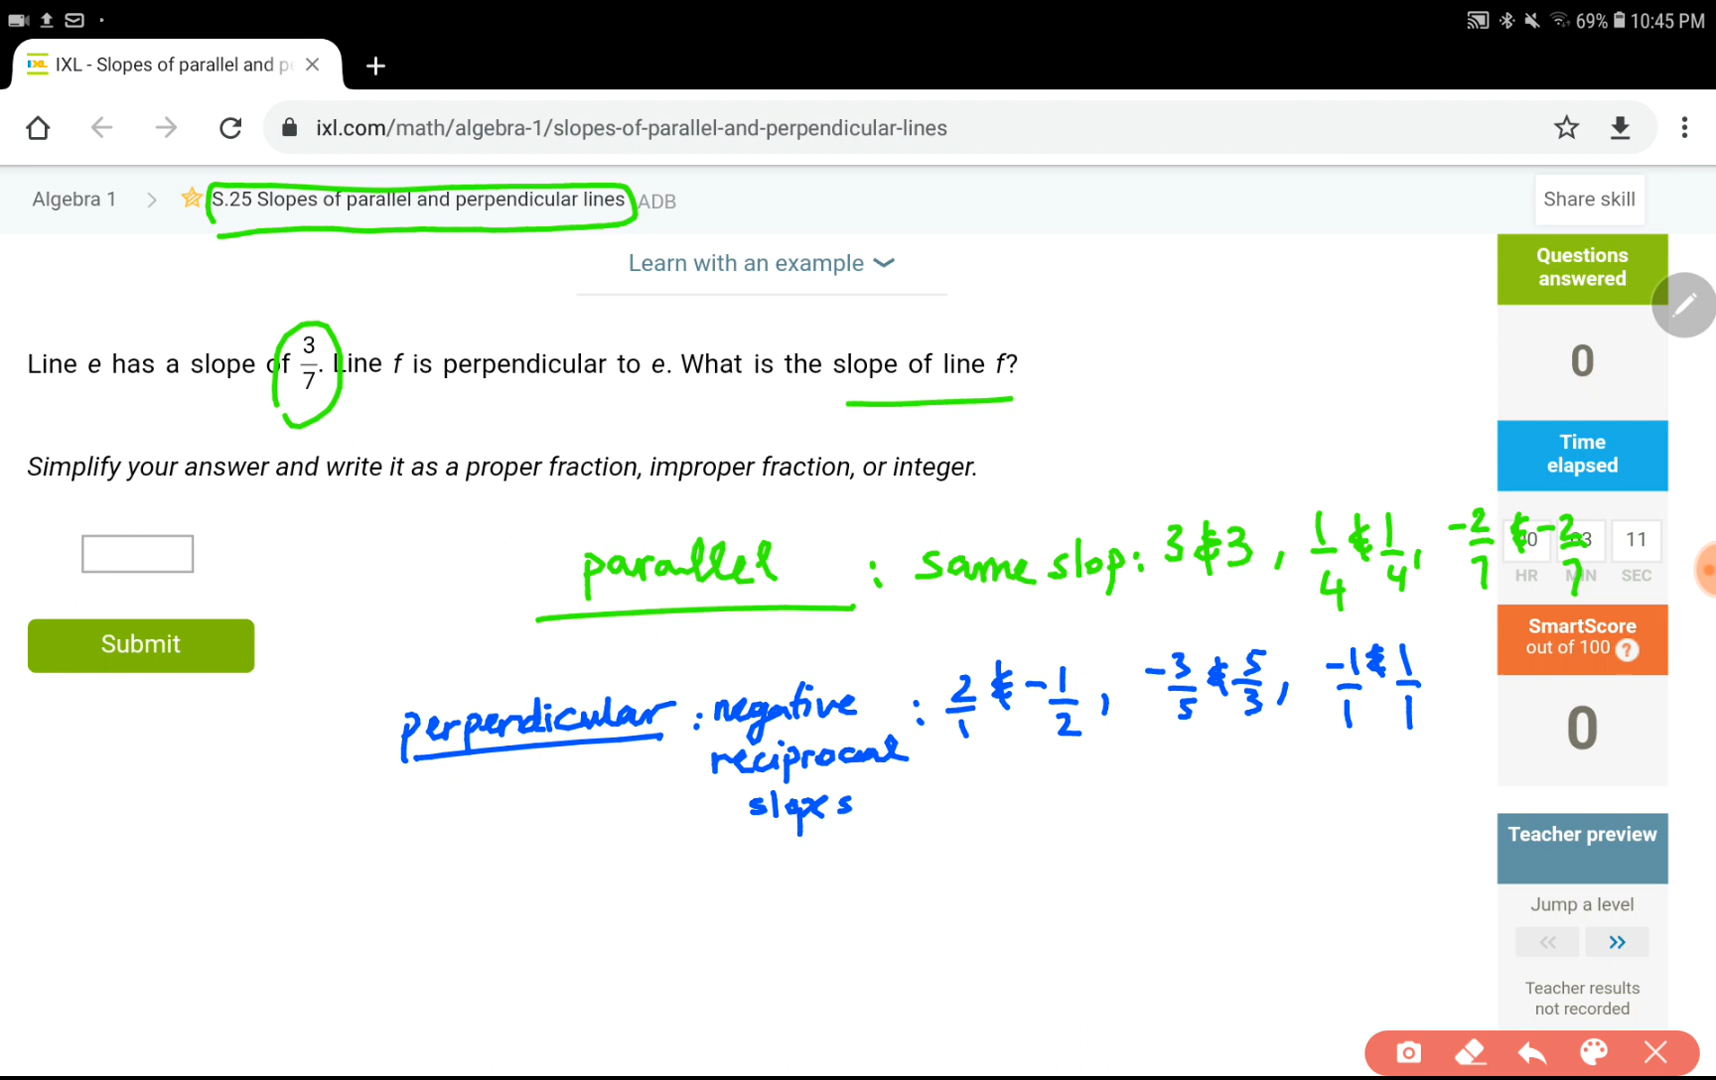 69% 10:45 PM
IXL - Slopes of parallel and pe
ixl.com/math/algebra-1/slopes-of-parallel-and-perpendicular-lines
Algebra 1 > S.25 Slopes of parallel and perpendicular lines ADB
Share skill
Learn with an example
Questions answered
0
Line e has a slope of 3/7. Line f is perpendicular to e. What is the slope of line f?
Simplify your answer and write it as a proper fraction, improper fraction, or integer.
Time elapsed
11
HR MIN SEC
Submit
parallel : same slop: 3 & 3, 1/4 & 1/4, -2/7 & -2/7
perpendicular : negative reciprocal slopes : 2/1 & -1/2, -3/5 & 5/3, -1/1 & 1/1
SmartScore
out of 100 ?
0
Teacher preview
Jump a level
<< >>
Teacher results
not recorded